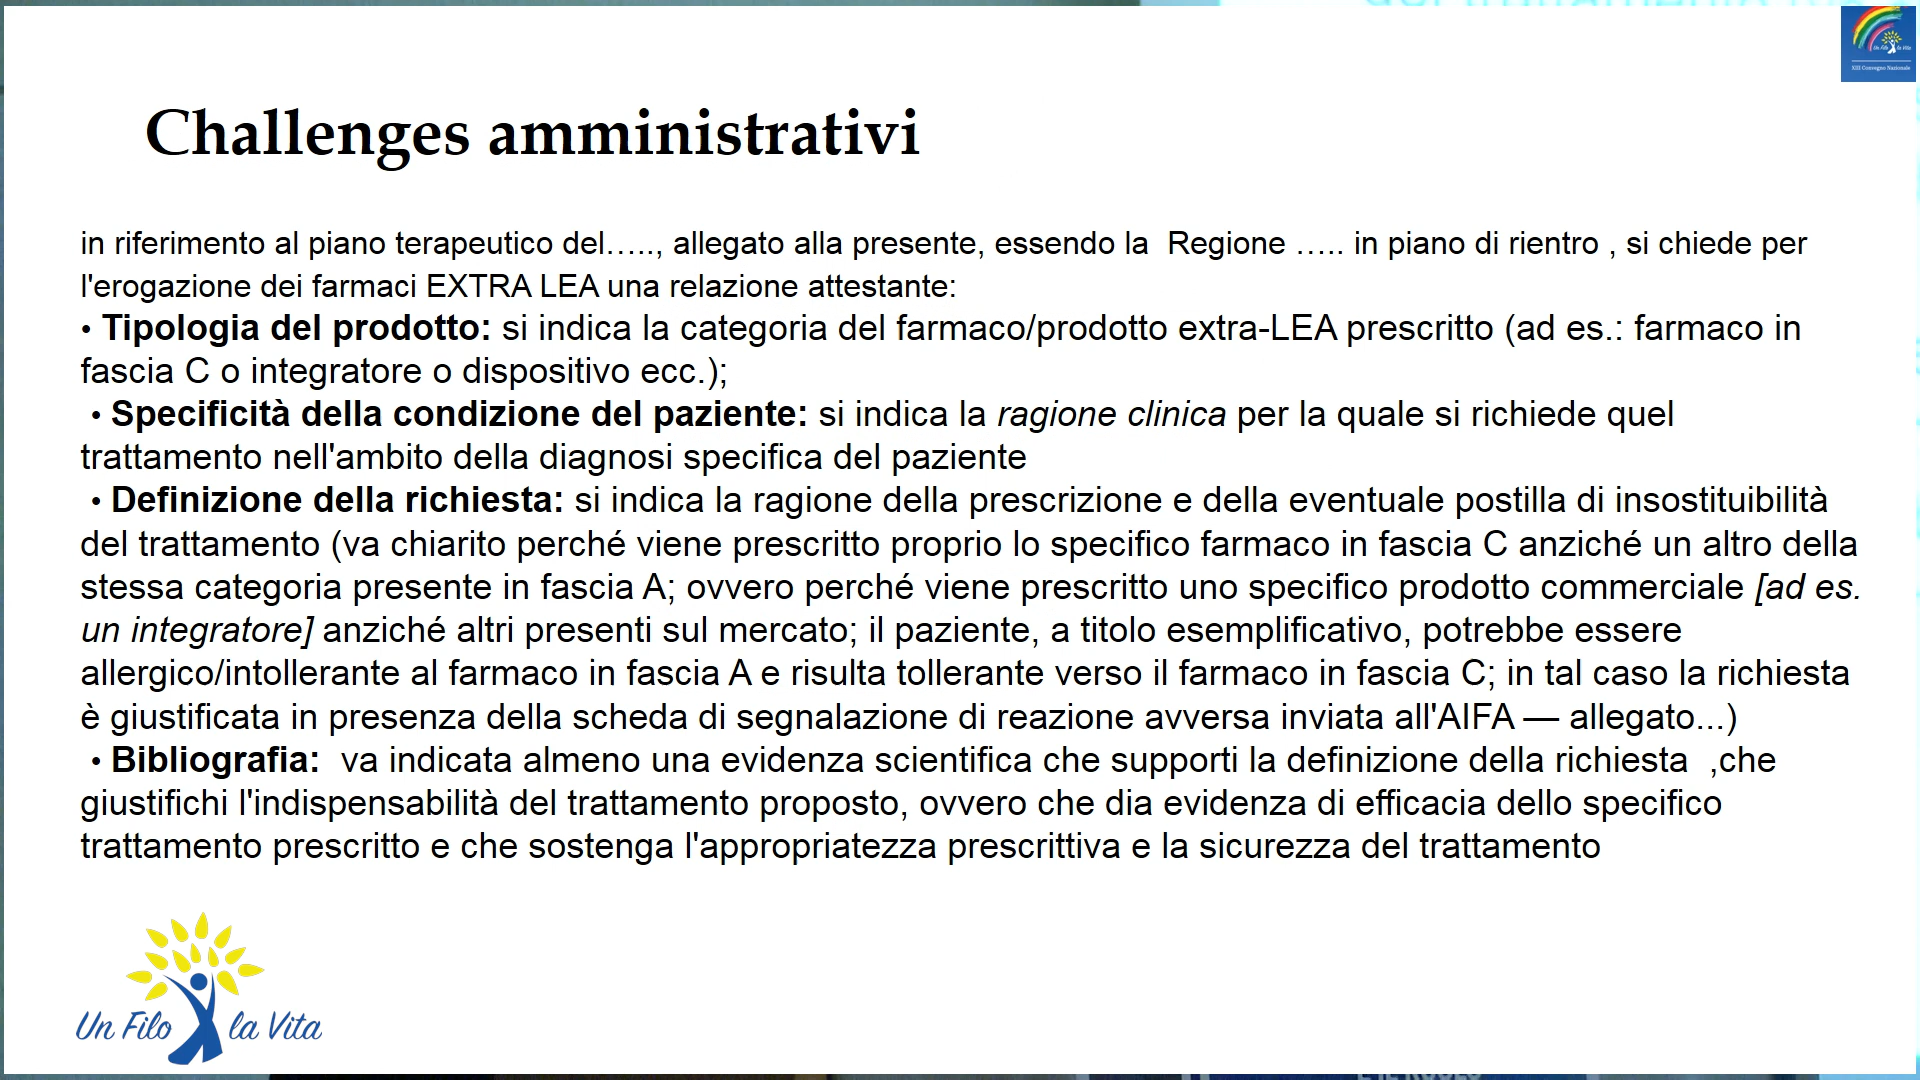 Un Filo la Vita
XIII Convegno Nazionale
Challenges amministrativi
in riferimento al piano terapeutico del….., allegato alla presente, essendo la  Regione ….. in piano di rientro , si chiede per
l'erogazione dei farmaci EXTRA LEA una relazione attestante:
• Tipologia del prodotto: si indica la categoria del farmaco/prodotto extra-LEA prescritto (ad es.: farmaco in
fascia C o integratore o dispositivo ecc.);
• Specificità della condizione del paziente: si indica la ragione clinica per la quale si richiede quel
trattamento nell'ambito della diagnosi specifica del paziente
• Definizione della richiesta: si indica la ragione della prescrizione e della eventuale postilla di insostituibilità
del trattamento (va chiarito perché viene prescritto proprio lo specifico farmaco in fascia C anziché un altro della
stessa categoria presente in fascia A; ovvero perché viene prescritto uno specifico prodotto commerciale [ad es.
un integratore] anziché altri presenti sul mercato; il paziente, a titolo esemplificativo, potrebbe essere
allergico/intollerante al farmaco in fascia A e risulta tollerante verso il farmaco in fascia C; in tal caso la richiesta
è giustificata in presenza della scheda di segnalazione di reazione avversa inviata all'AIFA — allegato...)
• Bibliografia:  va indicata almeno una evidenza scientifica che supporti la definizione della richiesta  ,che
giustifichi l'indispensabilità del trattamento proposto, ovvero che dia evidenza di efficacia dello specifico
trattamento prescritto e che sostenga l'appropriatezza prescrittiva e la sicurezza del trattamento
Un Filo la Vita